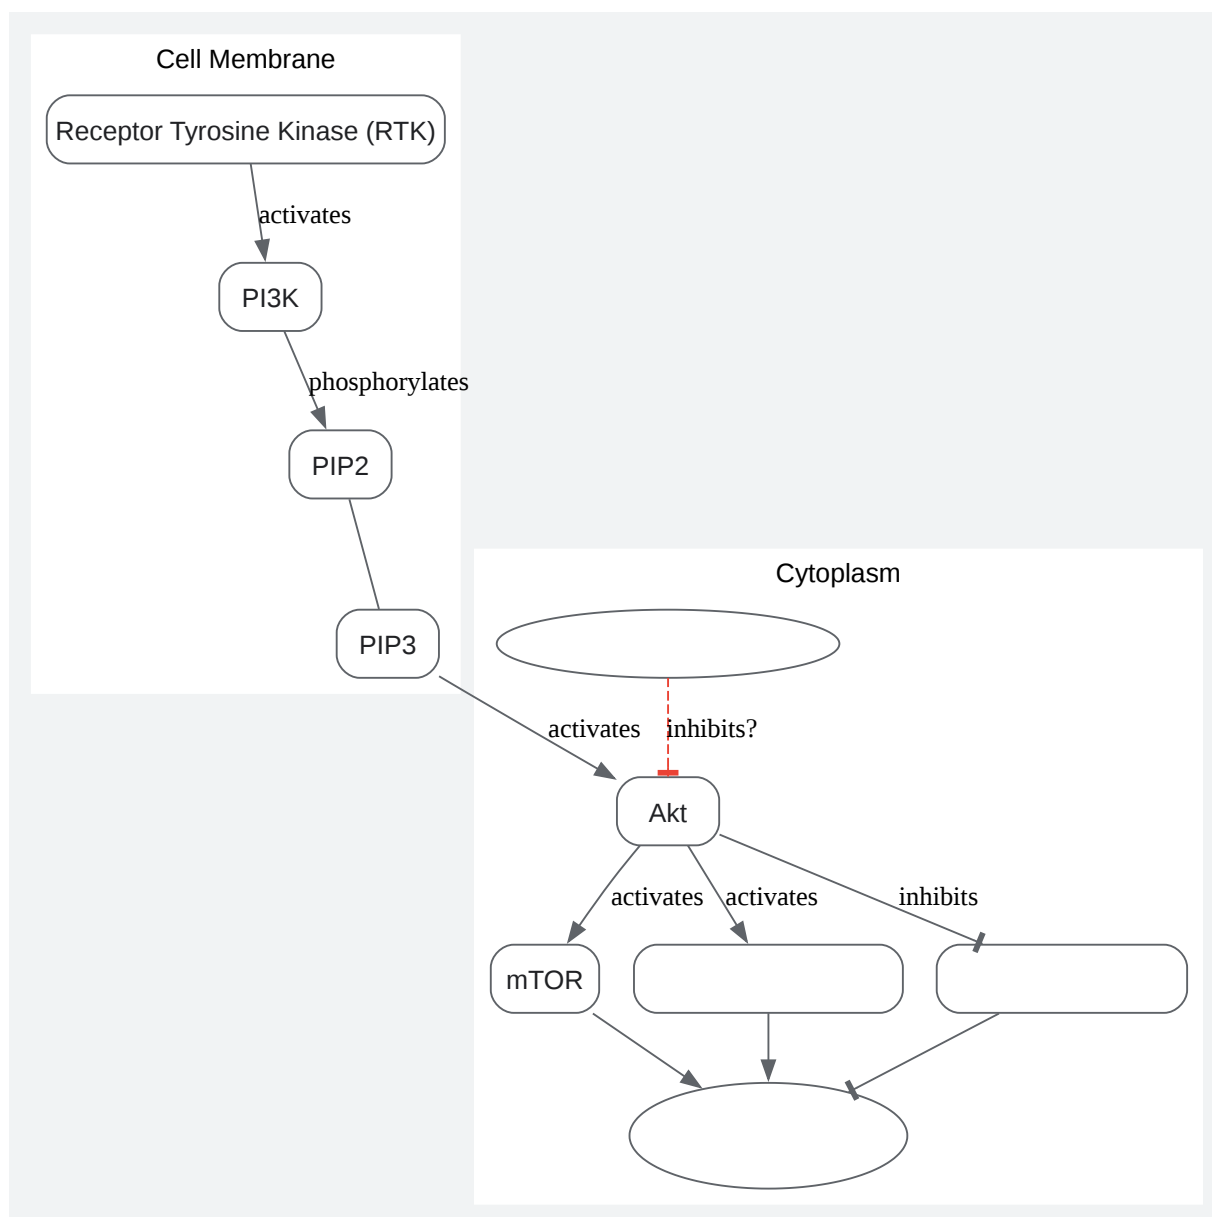 Cell Membrane
Receptor Tyrosine Kinase (RTK)
activates
PI3K
phosphorylates
PIP2
Cytoplasm
PIP3
activates
inhibits?
Akt
activates
activates
inhibits
mTOR